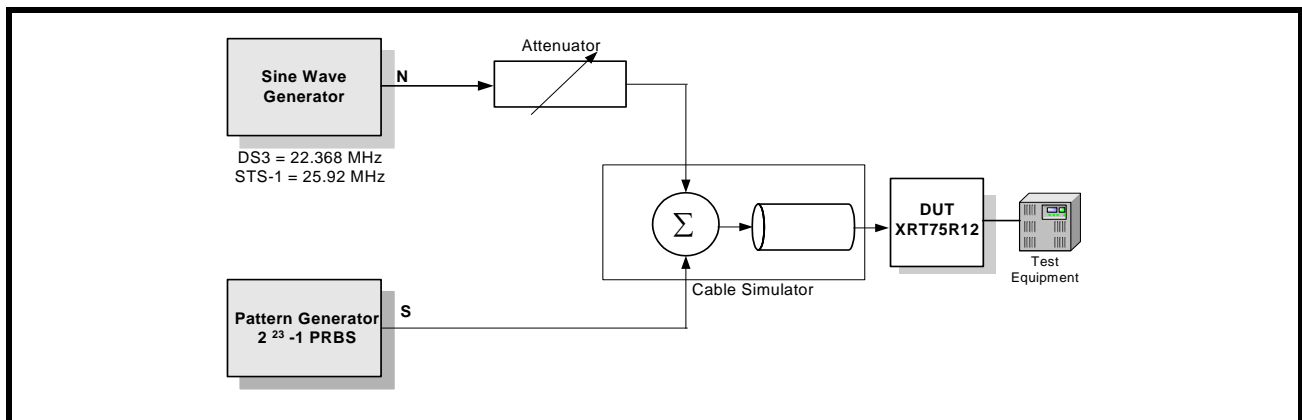 Attenuator
Sine Wave
Generator
N
DS3 = 22.368 MHz
STS-1 = 25.92 MHz
Σ
DUT
XRT75R12
Test
Equipment
Cable Simulator
Pattern Generator
2 ²³ -1 PRBS
S